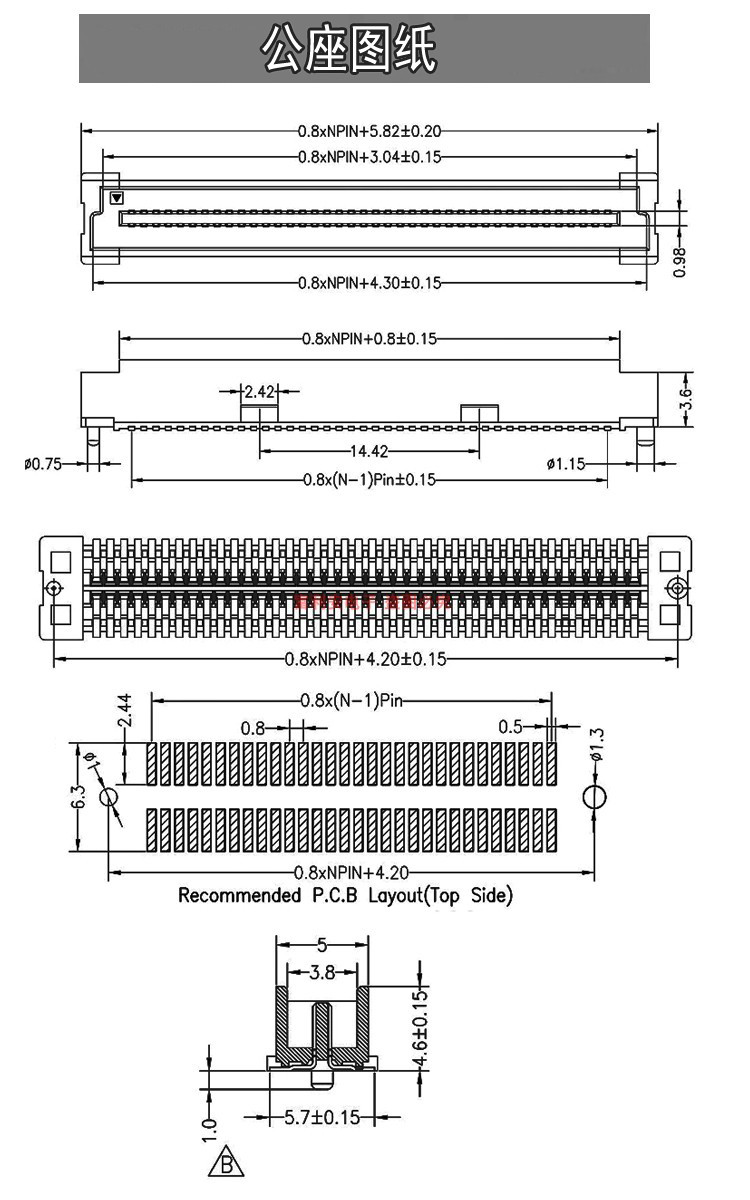 公座图纸
0.8xNPIN+5.82±0.20
0.8xNPIN+3.04±0.15
0.98
0.8xNPIN+4.30±0.15
0.8xNPIN+0.8±0.15
2.42
3.6
14.42
ø0.75
ø1.15
0.8x(N-1)Pin±0.15
0.8xNPIN+4.20±0.15
0.8x(N-1)Pin
2.44
0.8
0.5
ø1.3
ø1
6.3
0.8xNPIN+4.20
Recommended P.C.B Layout(Top Side)
5
3.8
4.6±0.15
5.7±0.15
1.0
B